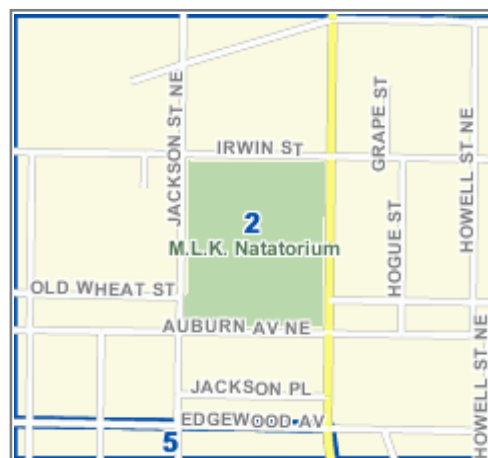 JACKSON ST NE
GRAPE ST
HOWELL ST NE
IRWIN ST
2
M.L.K. Natatorium
HOGUE ST
OLD WHEAT ST
AUBURN AV NE
HOWELL ST NE
JACKSON PL
EDGEWOOD AV
5